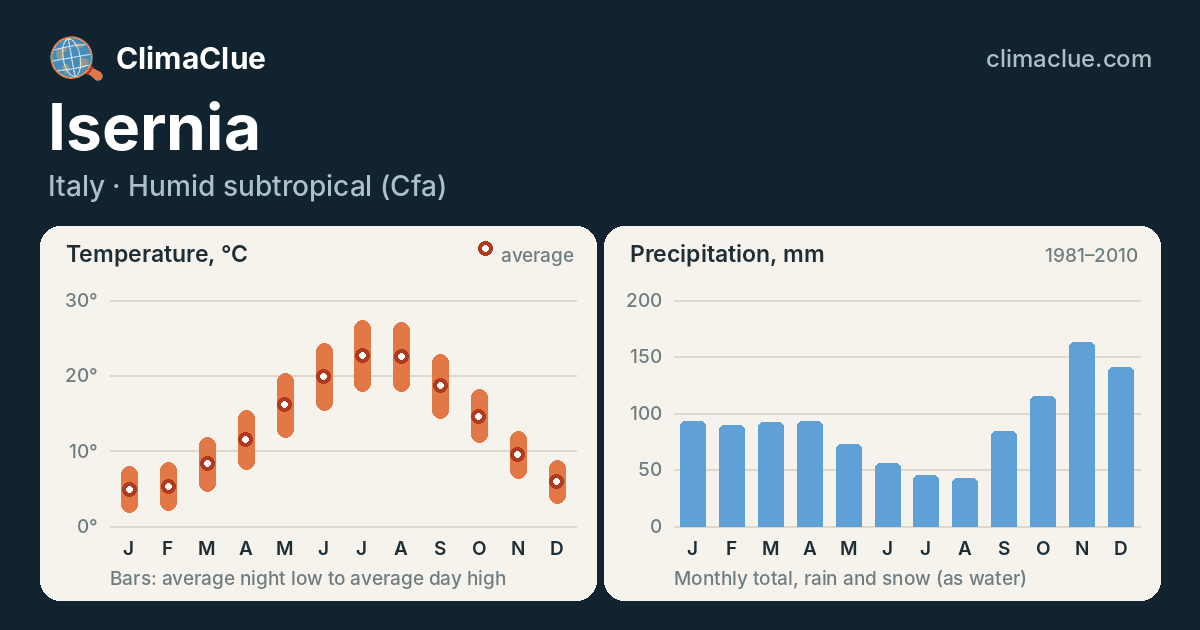 ClimaClue
climaclue.com
Isernia
Italy · Humid subtropical (Cfa)
Temperature, °C
average
30°
20°
10°
0°
J F M A M J J A S O N D
Bars: average night low to average day high
Precipitation, mm
1981–2010
200
150
100
50
0
J F M A M J J A S O N D
Monthly total, rain and snow (as water)